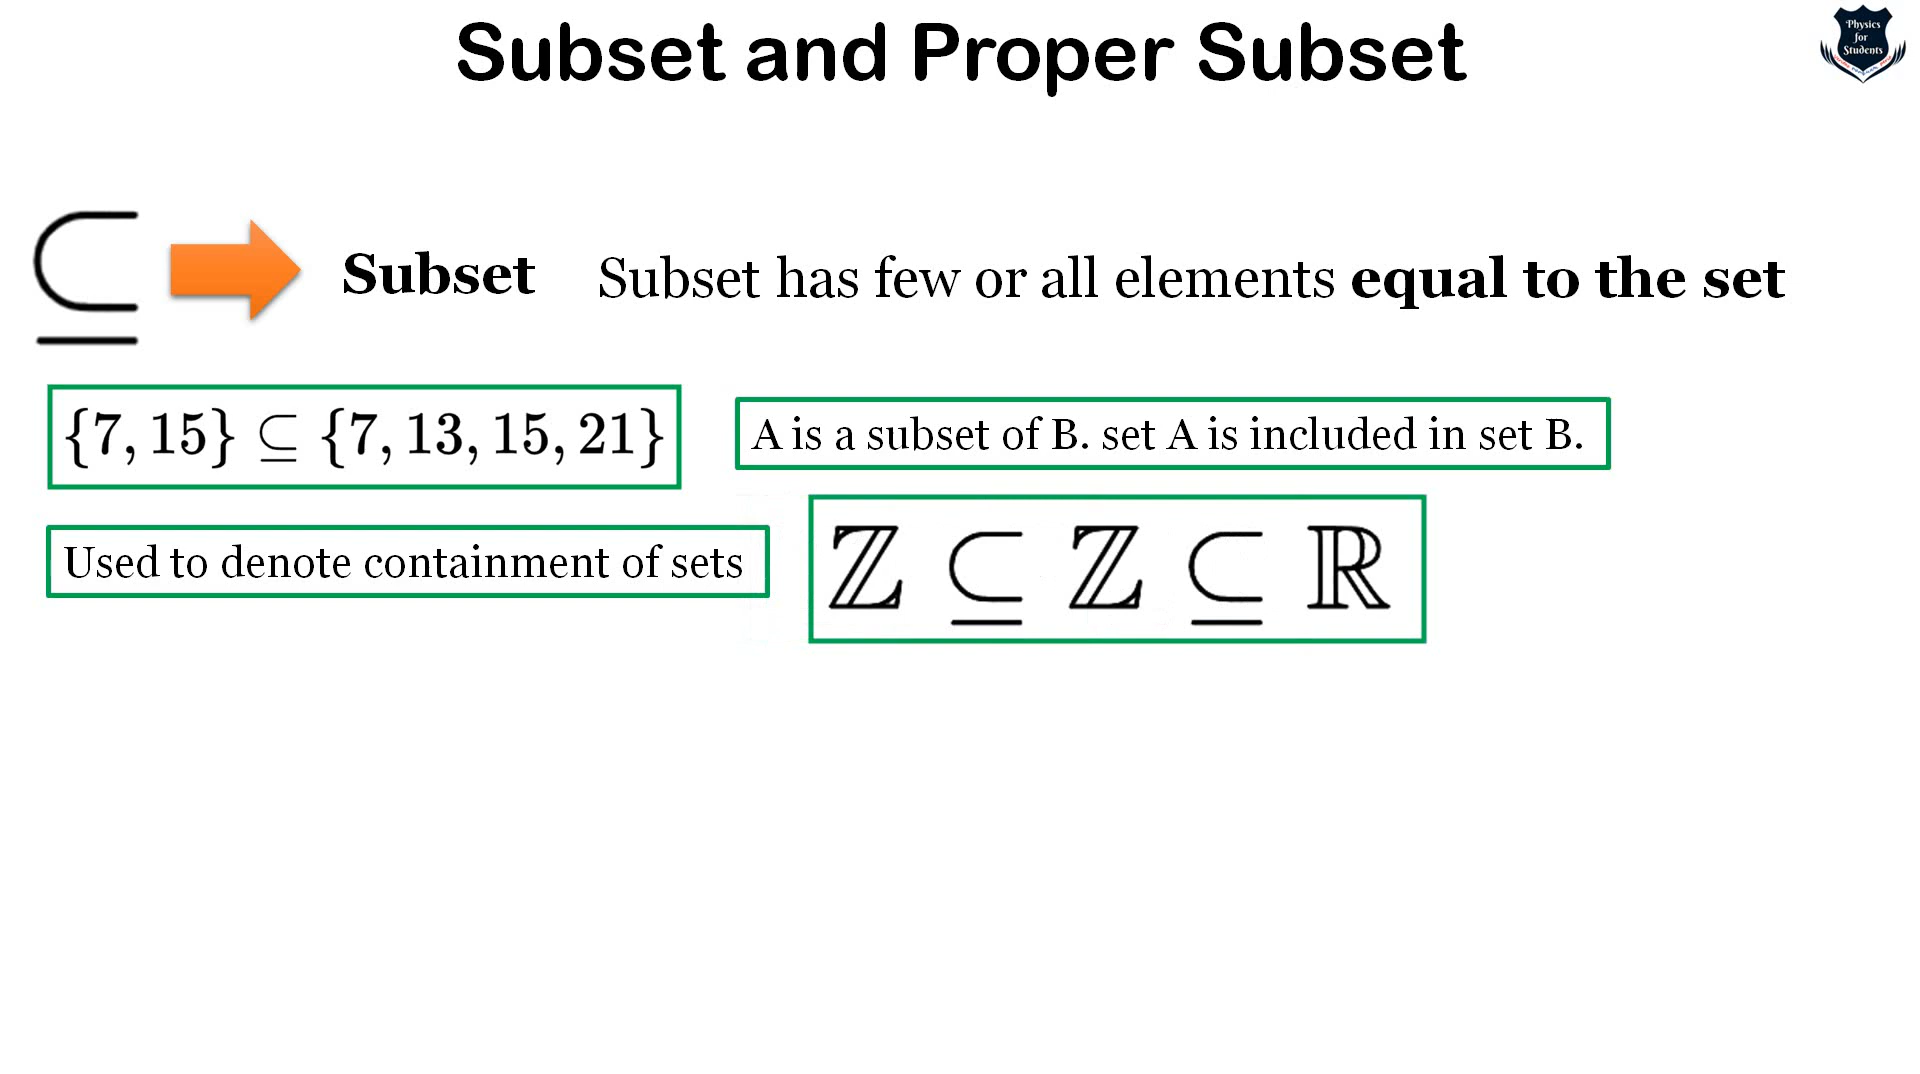 Subset and Proper Subset
Physics
for
Students
⊆
Subset
Subset has few or all elements equal to the set
{7, 15} ⊆ {7, 13, 15, 21}
A is a subset of B. set A is included in set B.
Used to denote containment of sets
ℤ ⊆ ℤ ⊆ ℝ